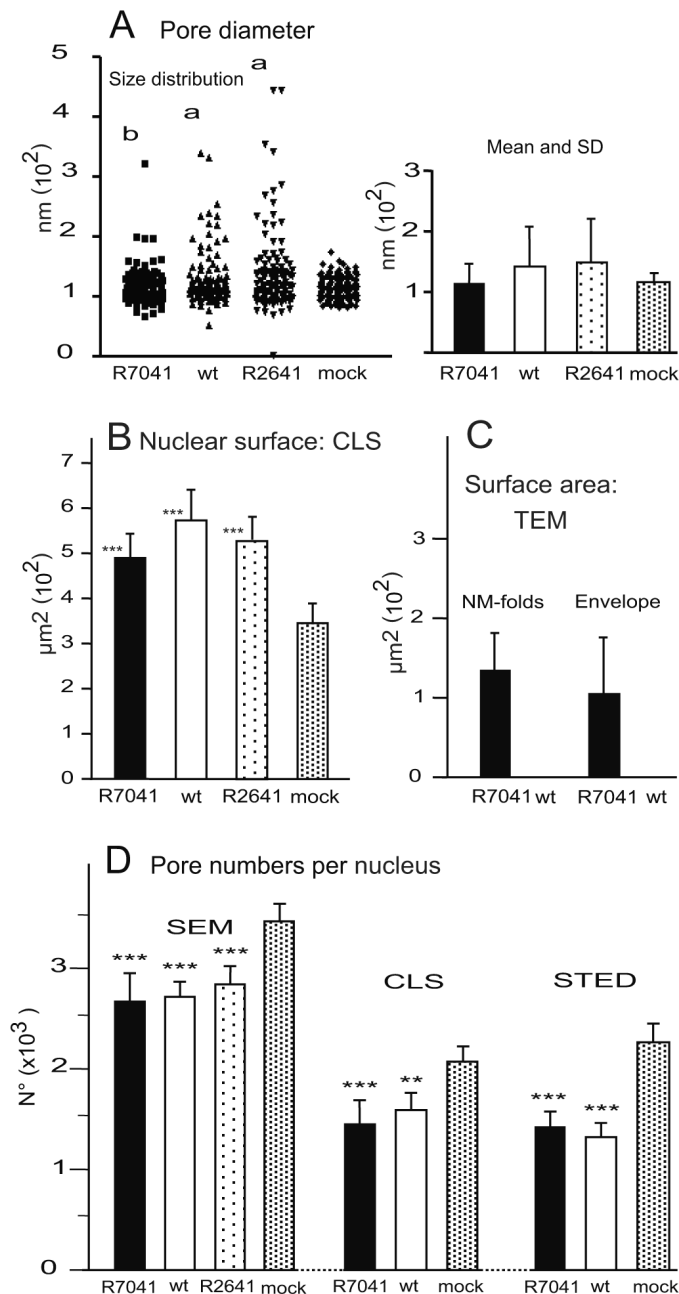 A Pore diameter
Size distribution
nm (10²)
5
4
3
2
1
0
b
a
a
R7041 wt R2641 mock
Mean and SD
nm (10²)
3
2
1
R7041 wt R2641 mock
B Nuclear surface: CLS
µm2 (10²)
7
6
5
4
3
2
0
***
***
***
R7041 wt R2641 mock
C
Surface area:
TEM
µm2 (10²)
3
2
1
0
NM-folds Envelope
R7041 wt R7041 wt
D Pore numbers per nucleus
N° (x10³)
3
2
1
0
SEM
*** *** ***
CLS
*** **
STED
*** ***
R7041 wt R2641 mock R7041 wt mock R7041 wt mock